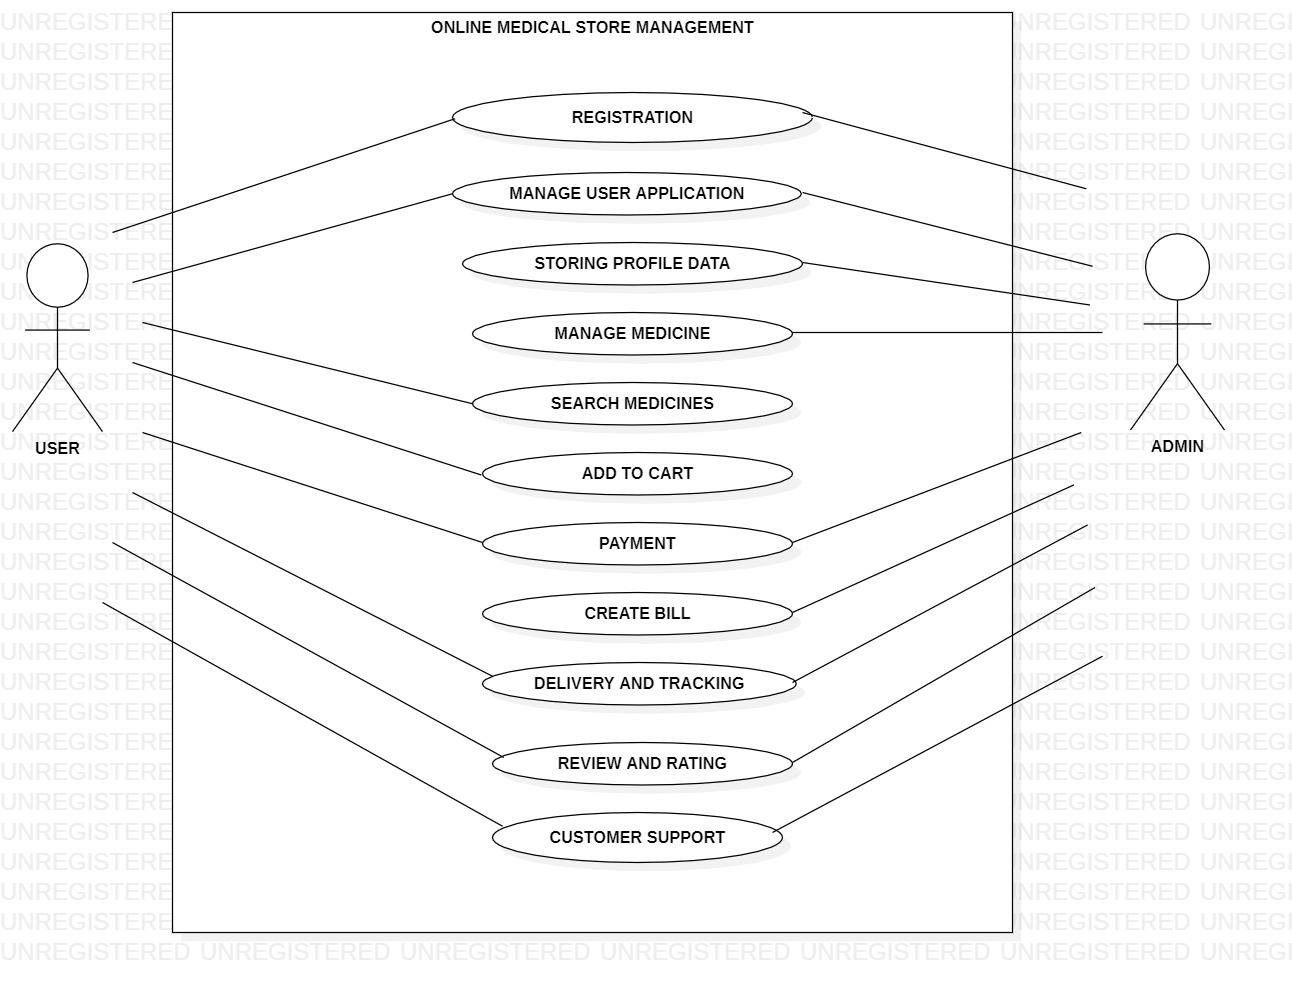 ONLINE MEDICAL STORE MANAGEMENT
REGISTRATION
MANAGE USER APPLICATION
STORING PROFILE DATA
MANAGE MEDICINE
SEARCH MEDICINES
ADD TO CART
PAYMENT
CREATE BILL
DELIVERY AND TRACKING
REVIEW AND RATING
CUSTOMER SUPPORT
USER
ADMIN
UNREGISTERED UNREGISTERED UNREGISTERED UNREGISTERED UNREGISTERED UNREGISTERED UNREGI